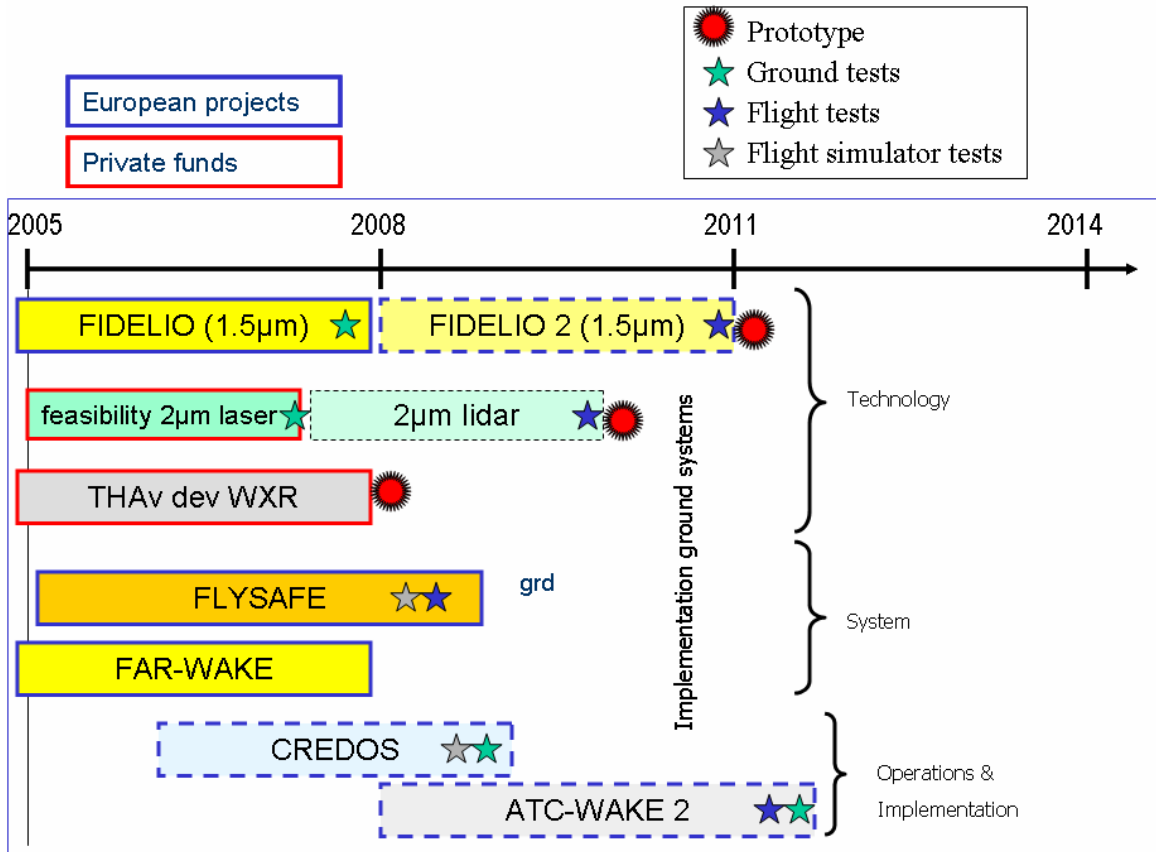 Prototype
Ground tests
Flight tests
Flight simulator tests
European projects
Private funds
2005
2008
2011
2014
FIDELIO (1.5µm)
FIDELIO 2 (1.5µm)
feasibility 2µm laser
2µm lidar
THAv dev WXR
Technology
Implementation ground systems
FLYSAFE
grd
System
FAR-WAKE
CREDOS
ATC-WAKE 2
Operations &
Implementation